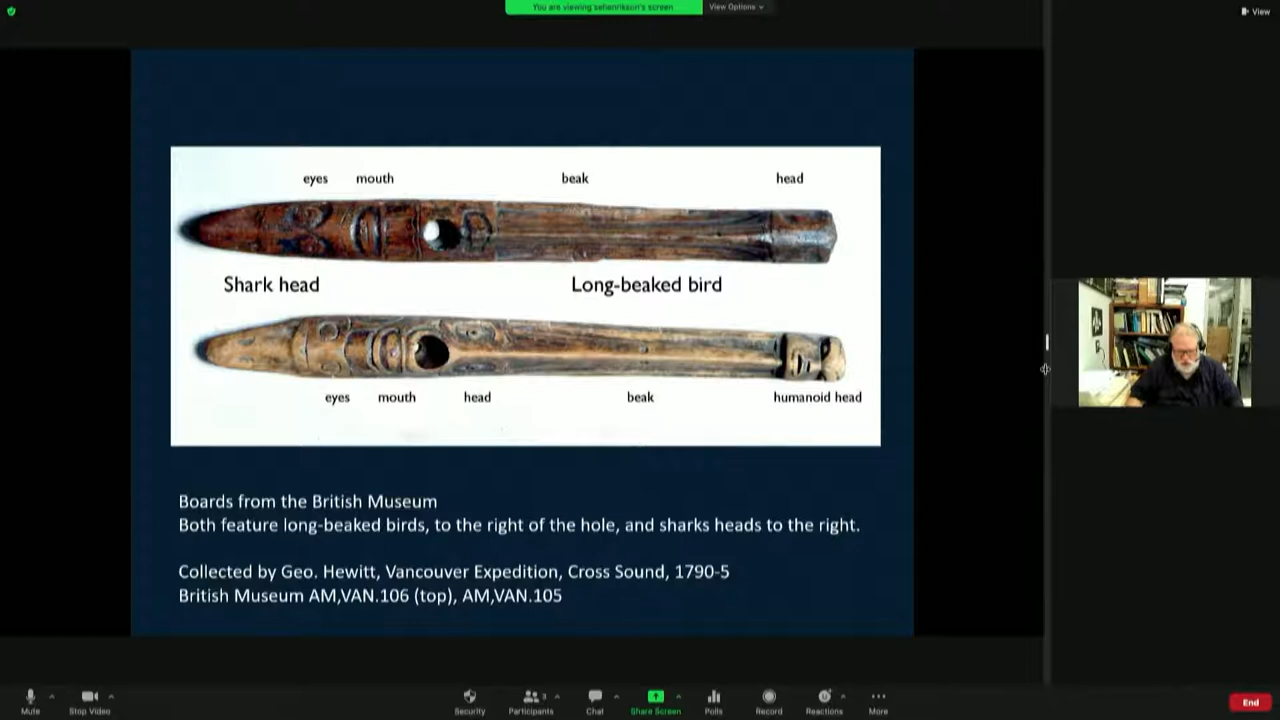 You are viewing sehenrikson's screen
View Options
View
eyes mouth beak head
Shark head Long-beaked bird
eyes mouth head beak humanoid head
Boards from the British Museum
Both feature long-beaked birds, to the right of the hole, and sharks heads to the right.
Collected by Geo. Hewitt, Vancouver Expedition, Cross Sound, 1790-5
British Museum AM,VAN.106 (top), AM,VAN.105
3
Mute Stop Video Security Participants Chat Share Screen Polls Record Reactions More End